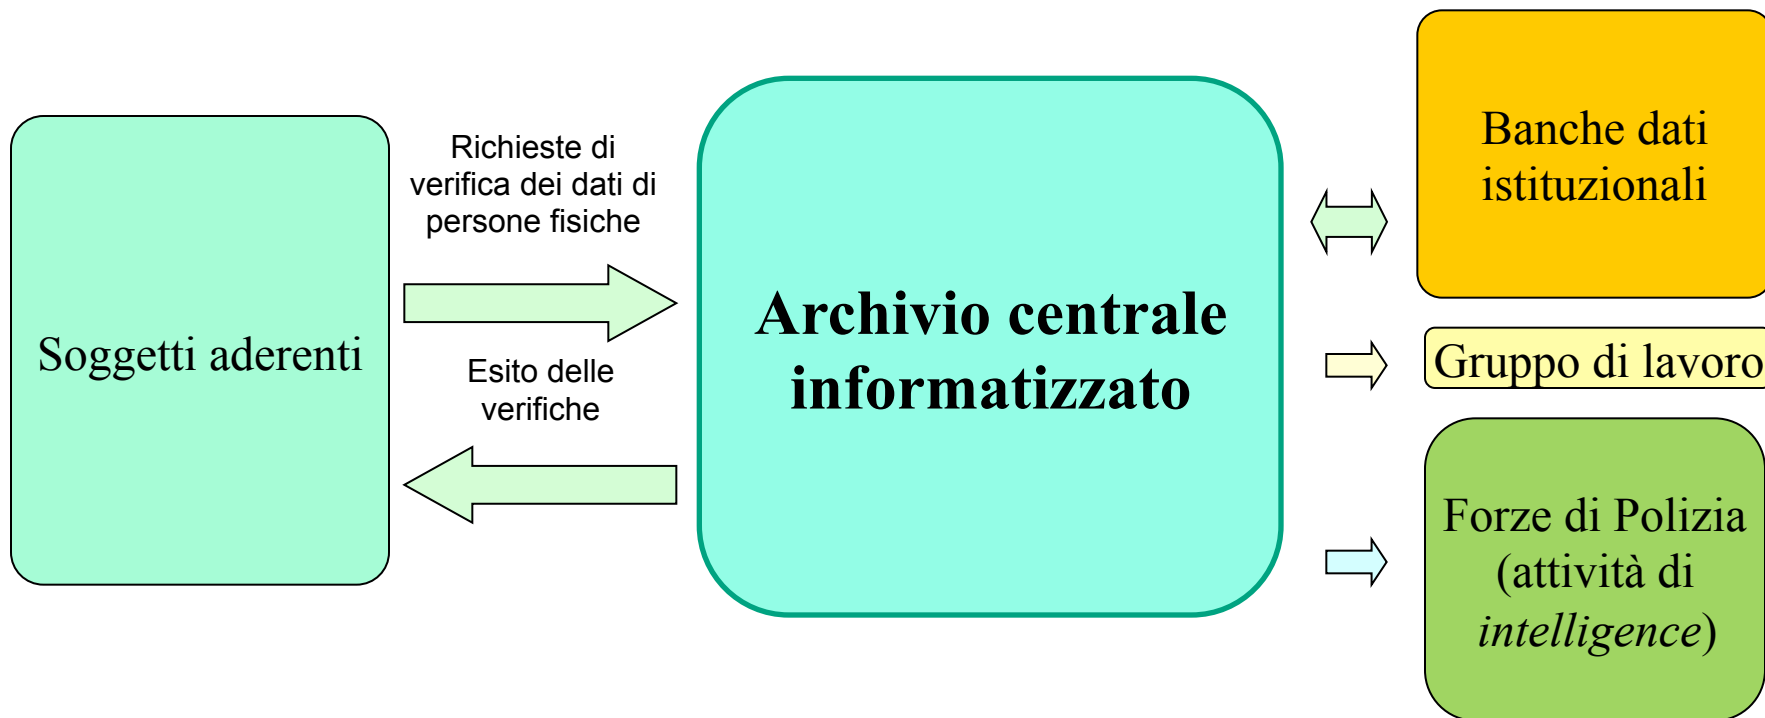 Soggetti aderenti
Richieste di
verifica dei dati di
persone fisiche
Esito delle
verifiche
Archivio centrale
informatizzato
Banche dati
istituzionali
Gruppo di lavoro
Forze di Polizia
(attività di
intelligence)